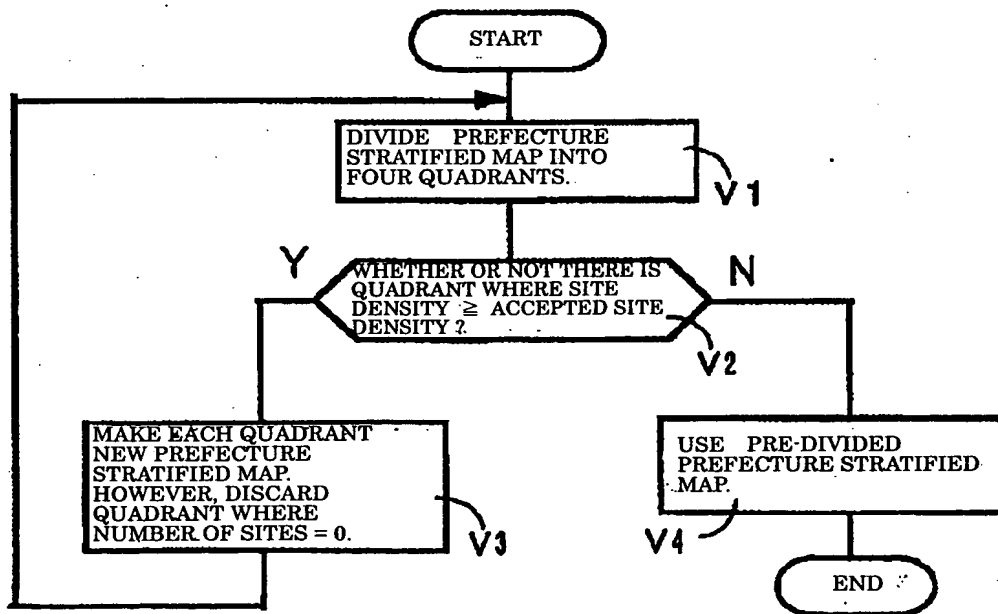 START
DIVIDE PREFECTURE
STRATIFIED MAP INTO
FOUR QUADRANTS.
V1
Y
WHETHER OR NOT THERE IS
QUADRANT WHERE SITE
DENSITY ≧ ACCEPTED SITE
DENSITY ?
N
V2
MAKE EACH QUADRANT
NEW PREFECTURE
STRATIFIED MAP.
HOWEVER, DISCARD
QUADRANT WHERE
NUMBER OF SITES = 0.
V3
USE PRE-DIVIDED
PREFECTURE STRATIFIED
MAP.
V4
END